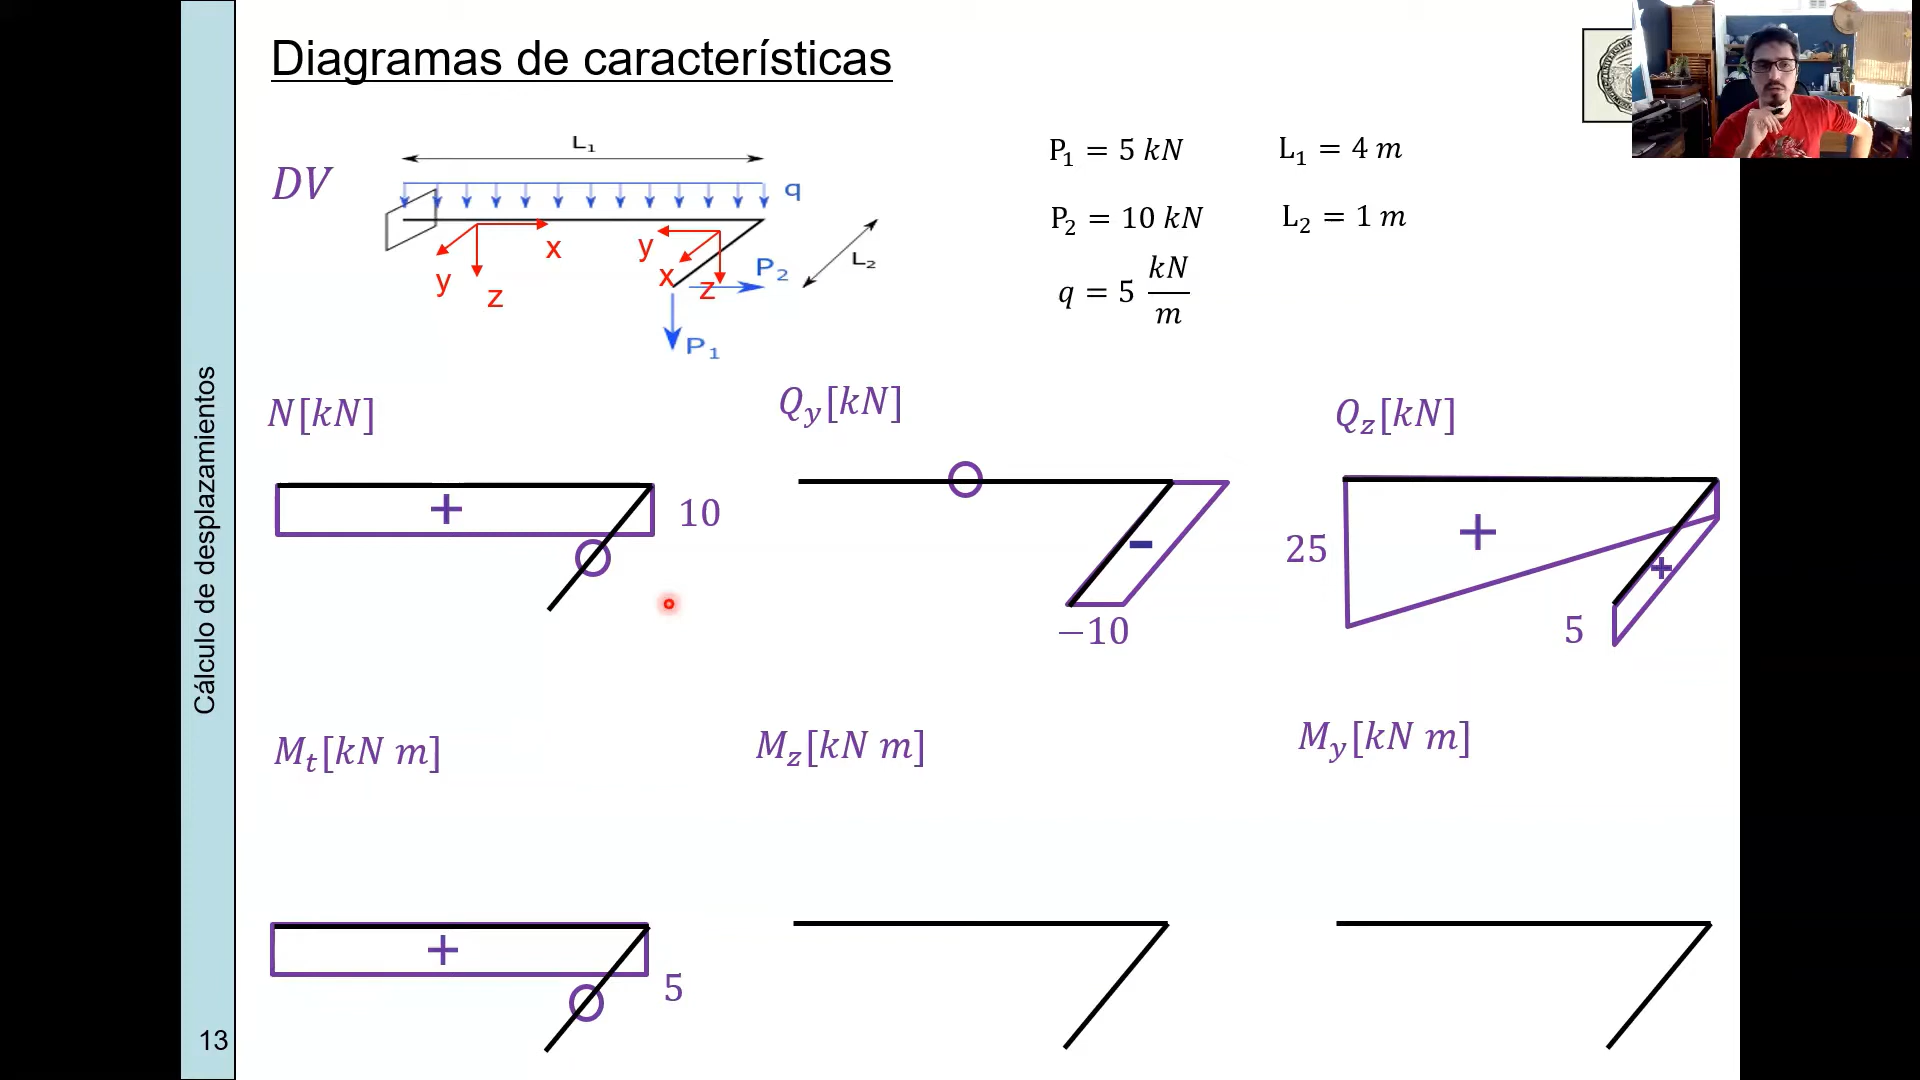 Diagramas de características
DV
L₁
q
x
y
z
y
x
z
P₂
L₂
P₁
P₁ = 5 kN
L₁ = 4 m
P₂ = 10 kN
L₂ = 1 m
q = 5 kN/m
N[kN]
+
10
Q_y[kN]
-
−10
Q_z[kN]
25
+
+
5
M_t[kN m]
+
5
M_z[kN m]
M_y[kN m]
Cálculo de desplazamientos
13